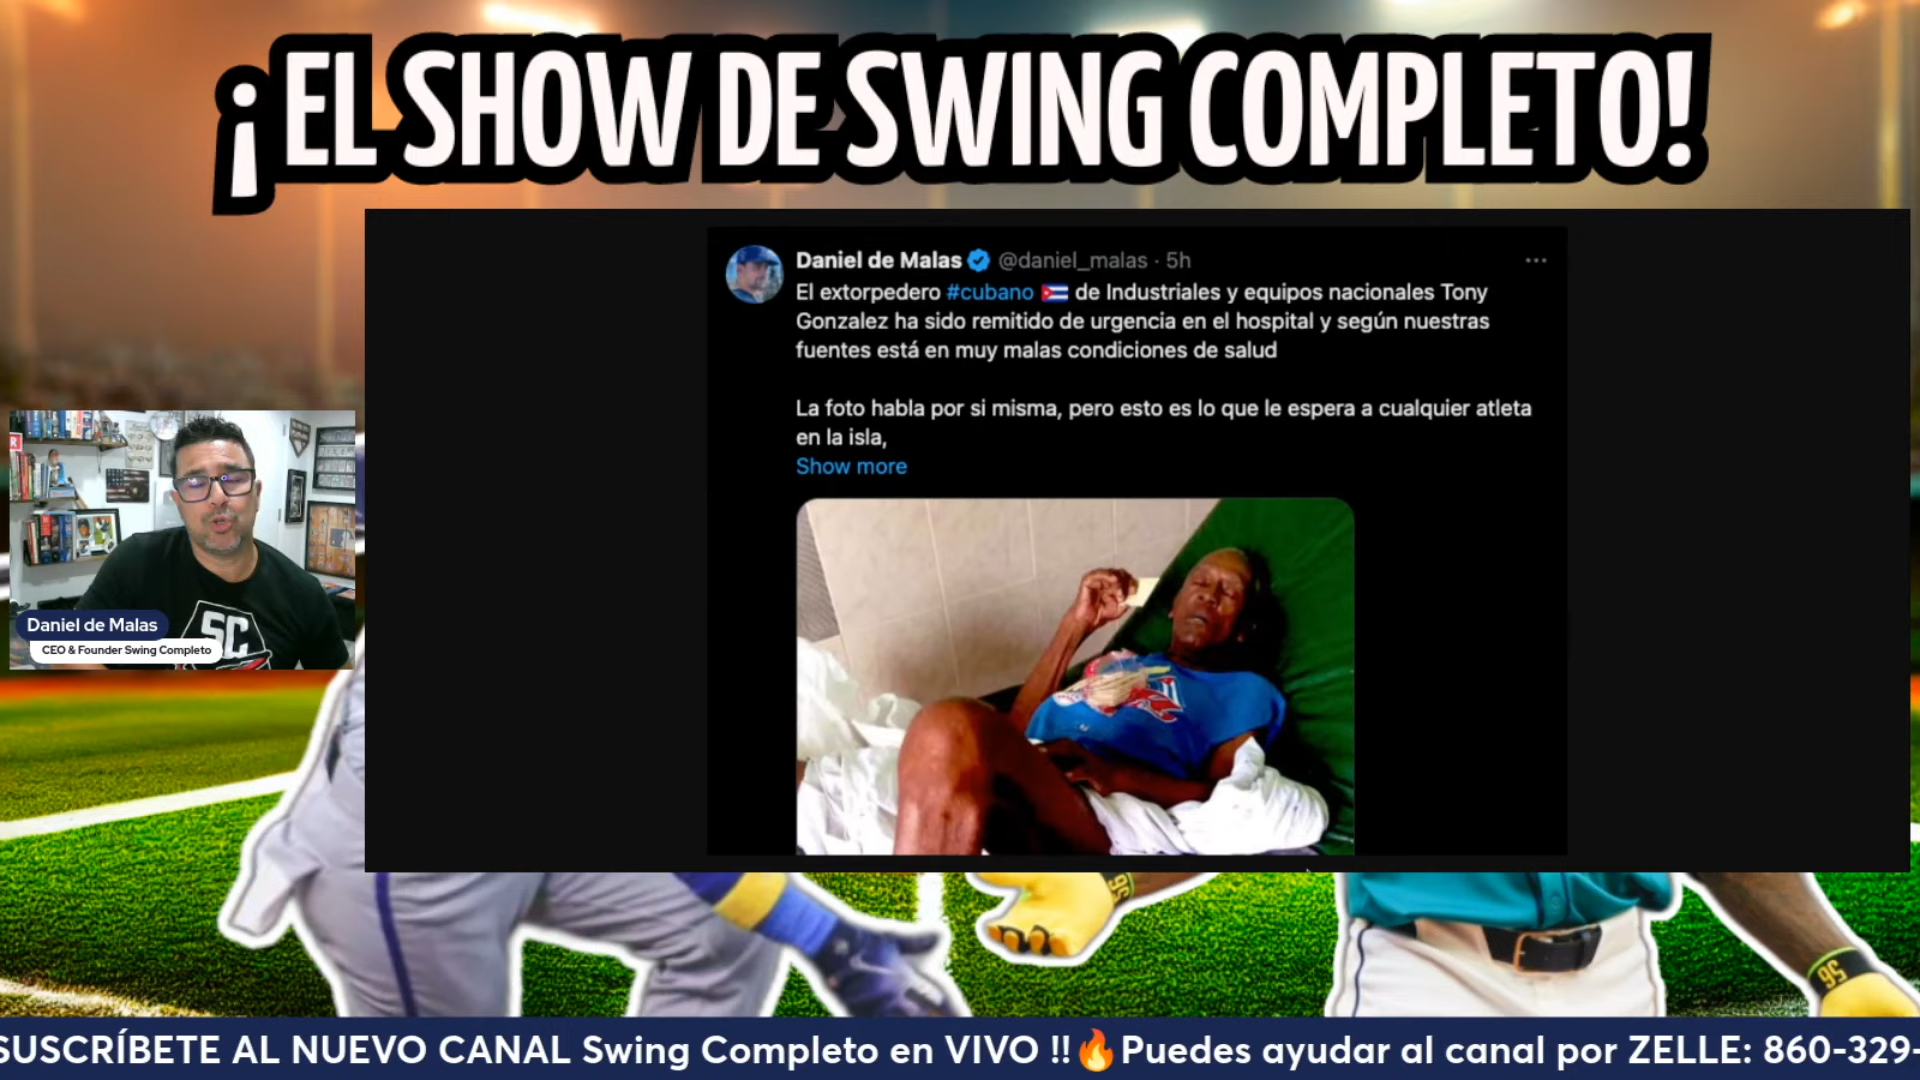 ¡EL SHOW DE SWING COMPLETO!
Daniel de Malas @daniel_malas · 5h
El extorpedero #cubano 🇨🇺 de Industriales y equipos nacionales Tony
Gonzalez ha sido remitido de urgencia en el hospital y según nuestras
fuentes está en muy malas condiciones de salud
La foto habla por si misma, pero esto es lo que le espera a cualquier atleta
en la isla,
Show more
SC
Daniel de Malas
CEO & Founder Swing Completo
56
56
SUSCRÍBETE AL NUEVO CANAL Swing Completo en VIVO !!🔥Puedes ayudar al canal por ZELLE: 860-329-